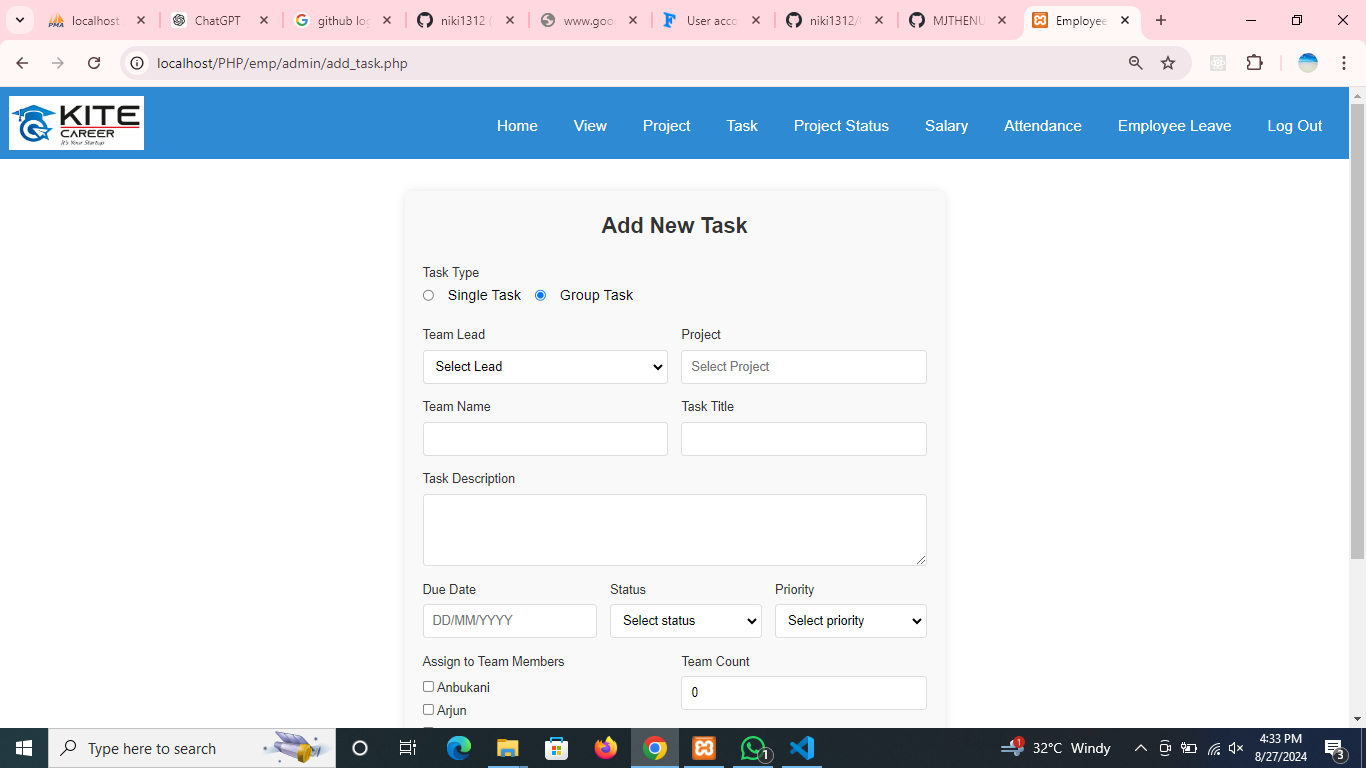 localhost ChatGPT github log niki1312 ( www.goo User acco niki1312/ MJTHENU Employee
localhost/PHP/emp/admin/add_task.php
KITE
CAREER
It's Your Startup
Home View Project Task Project Status Salary Attendance Employee Leave Log Out
Add New Task
Task Type
Single Task Group Task
Team Lead Project
Select Lead Select Project
Team Name Task Title
Task Description
Due Date Status Priority
DD/MM/YYYY Select status Select priority
Assign to Team Members Team Count
Anbukani 0
Arjun
Type here to search 1 1 32°C Windy 4:33 PM
8/27/2024 3